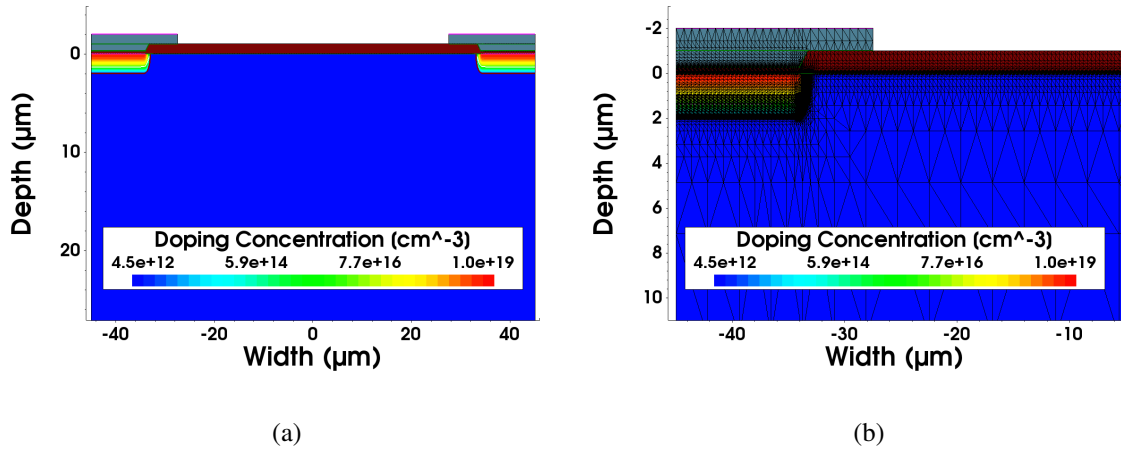 -2
0
0
2
10
4
6
Depth (µm)
Depth (µm)
Doping Concentration (cm^-3)
Doping Concentration (cm^-3)
20
8
4.5e+12 5.9e+14 7.7e+16 1.0e+19
4.5e+12 5.9e+14 7.7e+16 1.0e+19
10
-40 -20 0 20 40
-40 -30 -20 -10
Width (µm)
Width (µm)
(a)
(b)